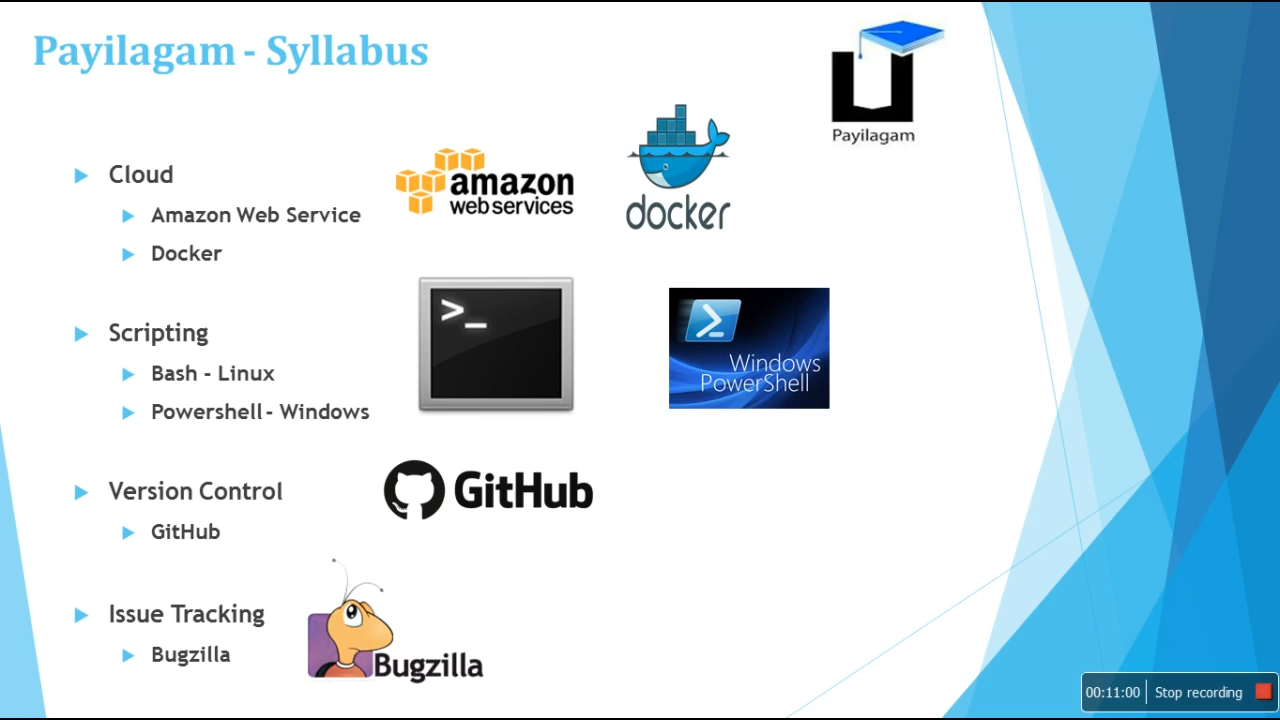 Payilagam - Syllabus
Payilagam
Cloud
Amazon Web Service
Docker
amazon
web services
docker
Scripting
Bash - Linux
Powershell - Windows
>_
Windows
PowerShell
Version Control
GitHub
GitHub
Issue Tracking
Bugzilla
Bugzilla
00:11:00 Stop recording